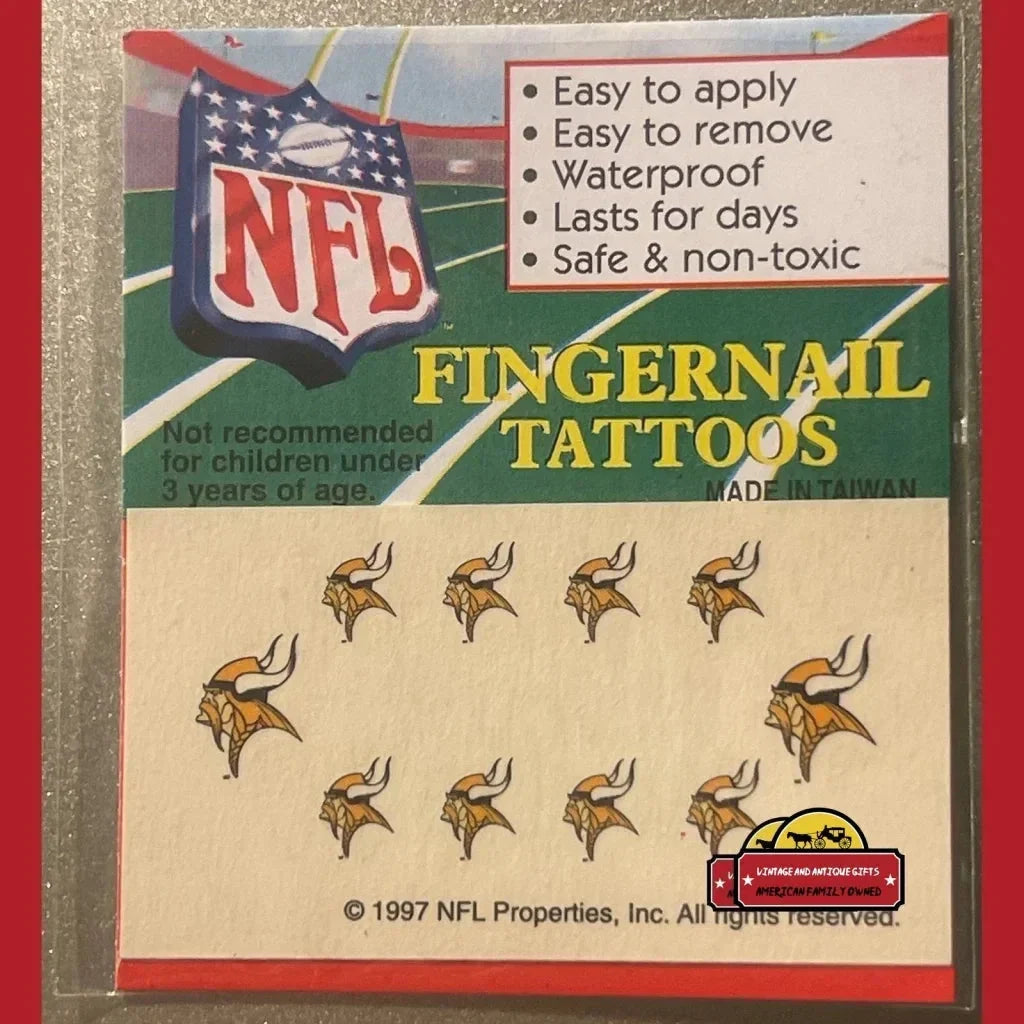 NFL
• Easy to apply
• Easy to remove
• Waterproof
• Lasts for days
• Safe & non-toxic
™
FINGERNAIL
TATTOOS
Not recommended
for children under
3 years of age.
MADE IN TAIWAN
VINTAGE AND ANTIQUE GIFTS
AMERICAN FAMILY OWNED
© 1997 NFL Properties, Inc. All rights reserved.